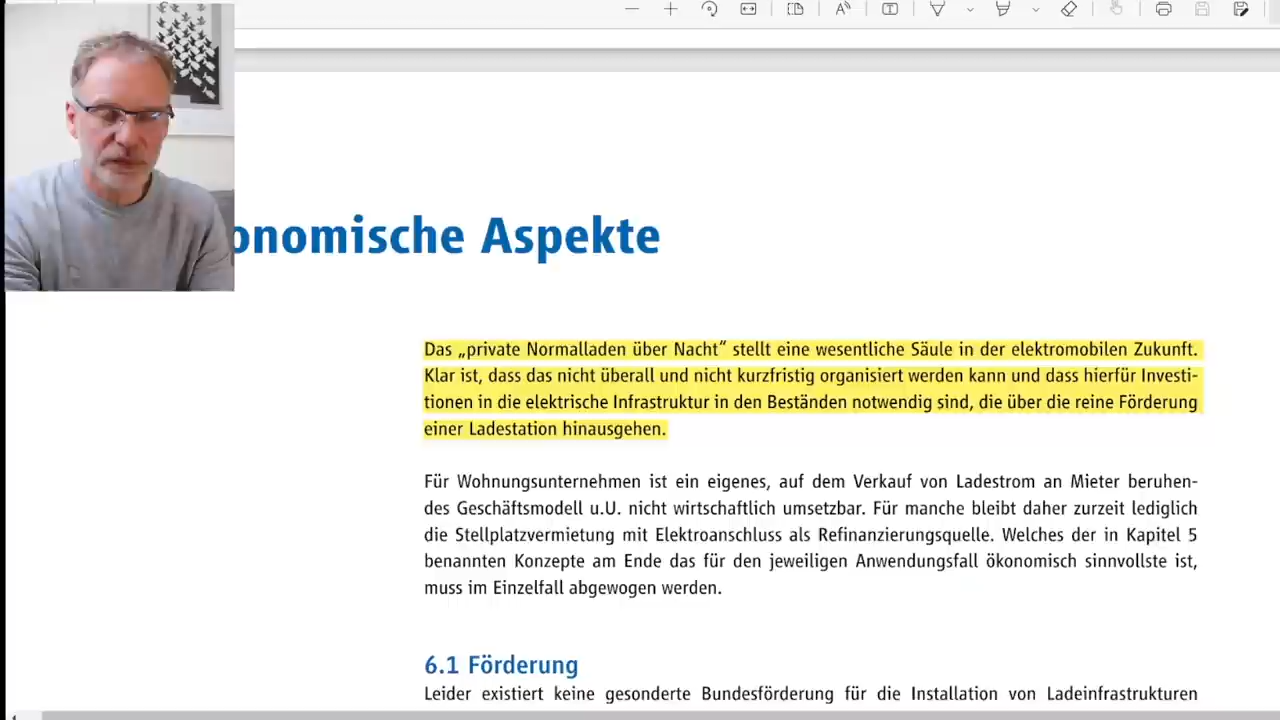 onomische Aspekte
Das „private Normalladen über Nacht“ stellt eine wesentliche Säule in der elektromobilen Zukunft.
Klar ist, dass das nicht überall und nicht kurzfristig organisiert werden kann und dass hierfür Investi-
tionen in die elektrische Infrastruktur in den Beständen notwendig sind, die über die reine Förderung
einer Ladestation hinausgehen.
Für Wohnungsunternehmen ist ein eigenes, auf dem Verkauf von Ladestrom an Mieter beruhen-
des Geschäftsmodell u.U. nicht wirtschaftlich umsetzbar. Für manche bleibt daher zurzeit lediglich
die Stellplatzvermietung mit Elektroanschluss als Refinanzierungsquelle. Welches der in Kapitel 5
benannten Konzepte am Ende das für den jeweiligen Anwendungsfall ökonomisch sinnvollste ist,
muss im Einzelfall abgewogen werden.
6.1 Förderung
Leider existiert keine gesonderte Bundesförderung für die Installation von Ladeinfrastrukturen